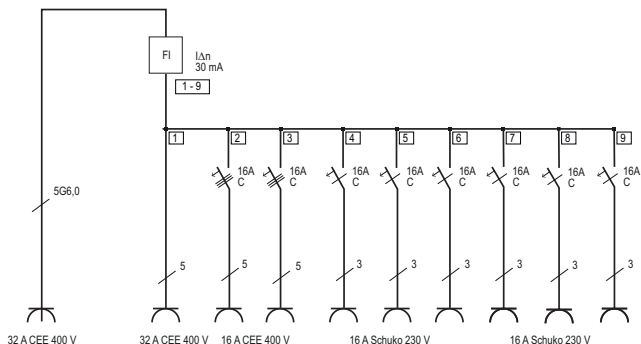 FI
IΔn
30 mA
1 - 9
1 2 3 4 5 6 7 8 9
16A 16A 16A 16A 16A 16A 16A 16A
C C C C C C C C
5G6,0
5 5 5 3 3 3 3 3 3
32 A CEE 400 V 32 A CEE 400 V 16 A CEE 400 V 16 A Schuko 230 V 16 A Schuko 230 V